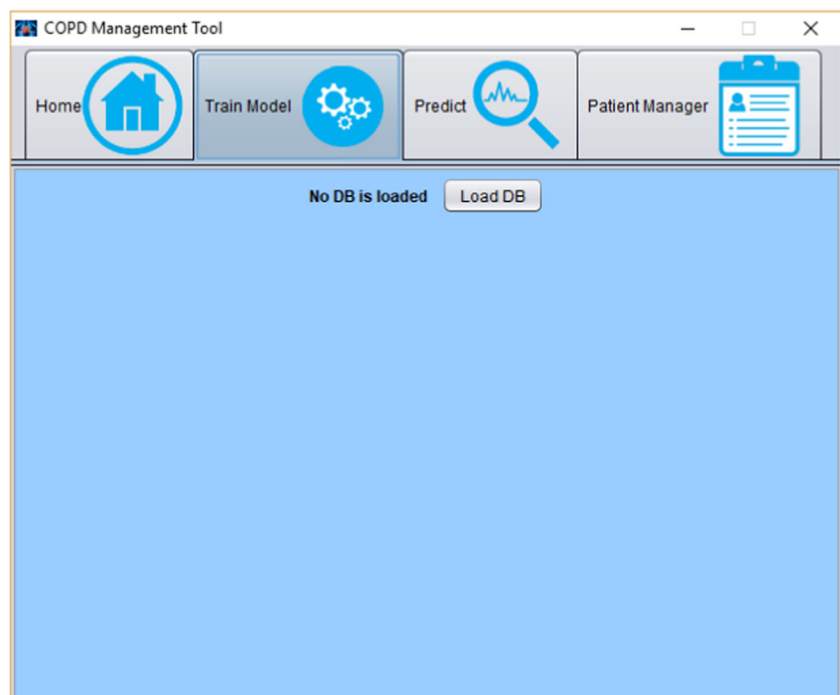 COPD Management Tool
Home
Train Model
Predict
Patient Manager
No DB is loaded
Load DB